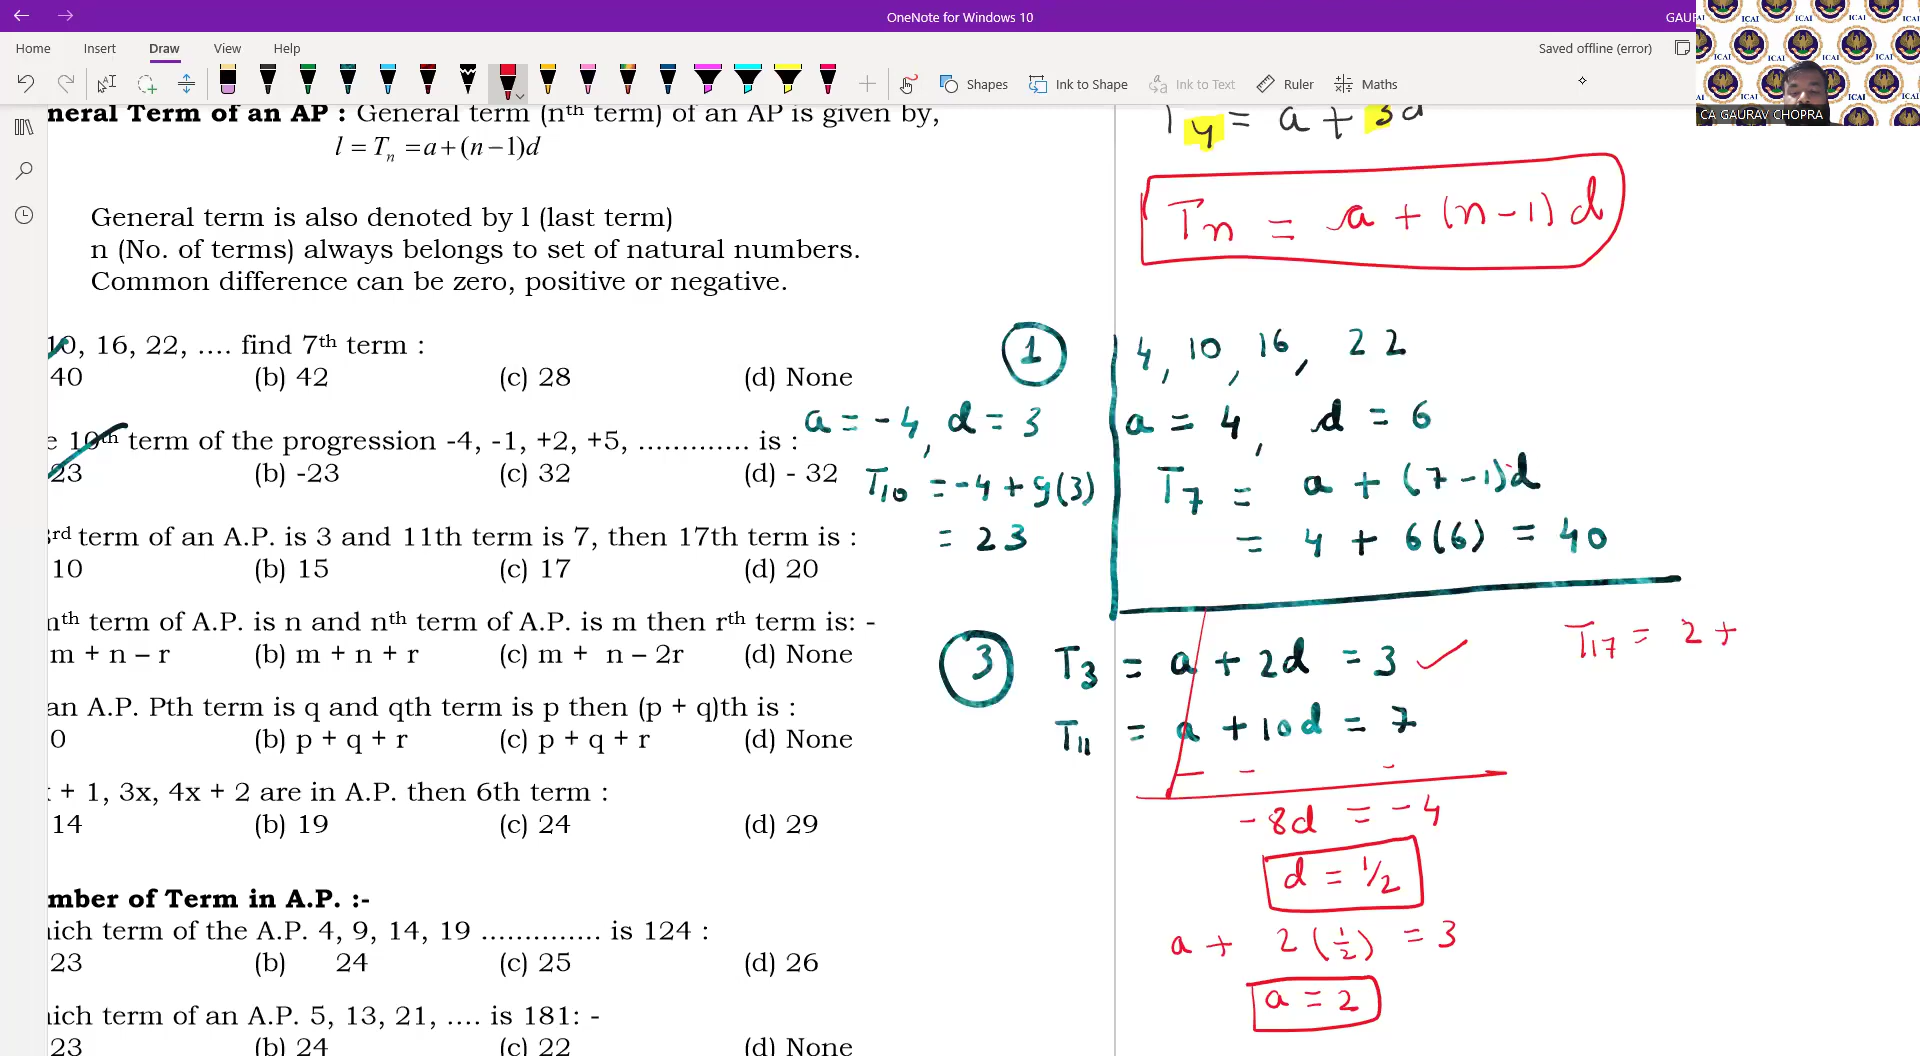 OneNote for Windows 10
GAUR
Home Insert Draw View Help
Saved offline (error)
Shapes Ink to Shape Ink to Text Ruler Maths
ICAI
CA GAURAV CHOPRA
neral Term of an AP : General term (nth term) of an AP is given by,
l = Tn = a + (n − 1)d
General term is also denoted by l (last term)
n (No. of terms) always belongs to set of natural numbers.
Common difference can be zero, positive or negative.
10, 16, 22, .... find 7th term :
40 (b) 42 (c) 28 (d) None
e 10th term of the progression -4, -1, +2, +5, ............. is :
23 (b) -23 (c) 32 (d) - 32
3rd term of an A.P. is 3 and 11th term is 7, then 17th term is :
10 (b) 15 (c) 17 (d) 20
mth term of A.P. is n and nth term of A.P. is m then rth term is: -
m + n – r (b) m + n + r (c) m + n – 2r (d) None
an A.P. Pth term is q and qth term is p then (p + q)th is :
0 (b) p + q + r (c) p + q + r (d) None
+ 1, 3x, 4x + 2 are in A.P. then 6th term :
14 (b) 19 (c) 24 (d) 29
mber of Term in A.P. :-
ich term of the A.P. 4, 9, 14, 19 .............. is 124 :
23 (b) 24 (c) 25 (d) 26
ich term of an A.P. 5, 13, 21, .... is 181: -
23 (b) 24 (c) 22 (d) None
T4 = a + 3d
Tn = a + (n-1)d
1
4, 10, 16, 22
a = 4, d = 6
T7 = a + (7-1)d
= 4 + 6(6) = 40
a = -4, d = 3
T10 = -4 + 9(3)
= 23
3
T3 = a + 2d = 3
T11 = a + 10d = 7
- - -
-8d = -4
d = 1/2
a + 2(1/2) = 3
a = 2
T17 = 2 +